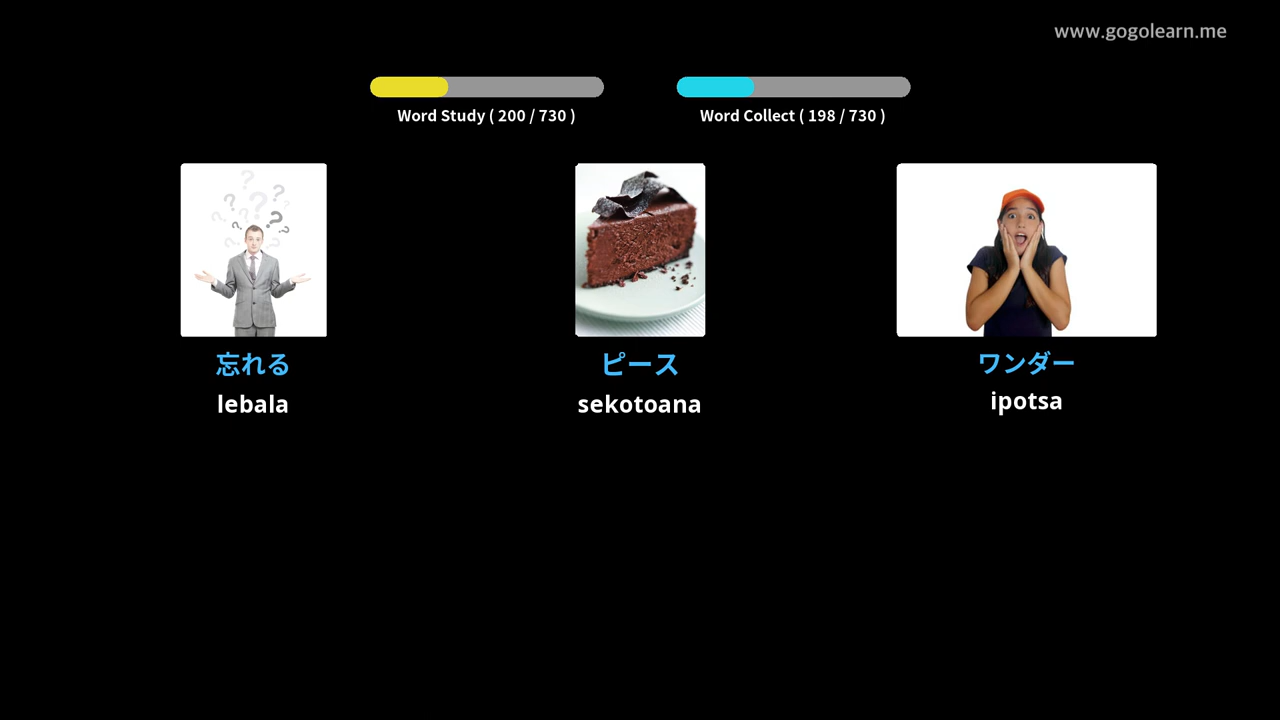 www.gogolearn.me
Word Study ( 200 / 730 )
Word Collect ( 198 / 730 )
忘れる
ピース
ワンダー
lebala
sekotoana
ipotsa